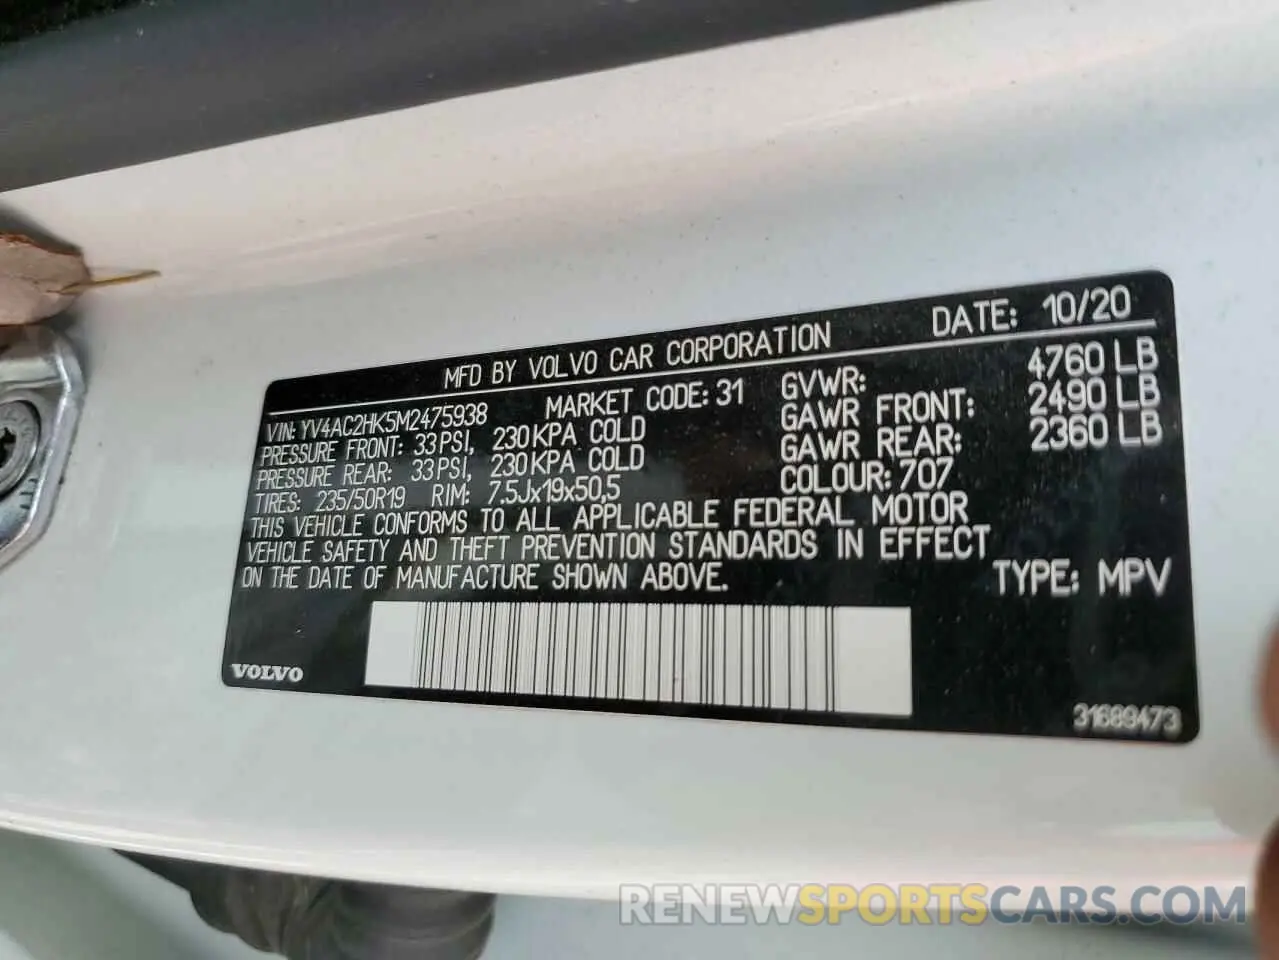 MFD BY VOLVO CAR CORPORATION DATE: 10/20
VIN: YV4AC2HK5M2475938 MARKET CODE: 31 GVWR: 4760 LB
PRESSURE FRONT: 33 PSI, 230 KPA COLD GAWR FRONT: 2490 LB
PRESSURE REAR: 33 PSI, 230 KPA COLD GAWR REAR: 2360 LB
TIRES: 235/50R19 RIM: 7.5Jx19x50,5 COLOUR: 707
THIS VEHICLE CONFORMS TO ALL APPLICABLE FEDERAL MOTOR
VEHICLE SAFETY AND THEFT PREVENTION STANDARDS IN EFFECT
ON THE DATE OF MANUFACTURE SHOWN ABOVE. TYPE: MPV
VOLVO
31689473
RENEWSPORTSCARS.COM